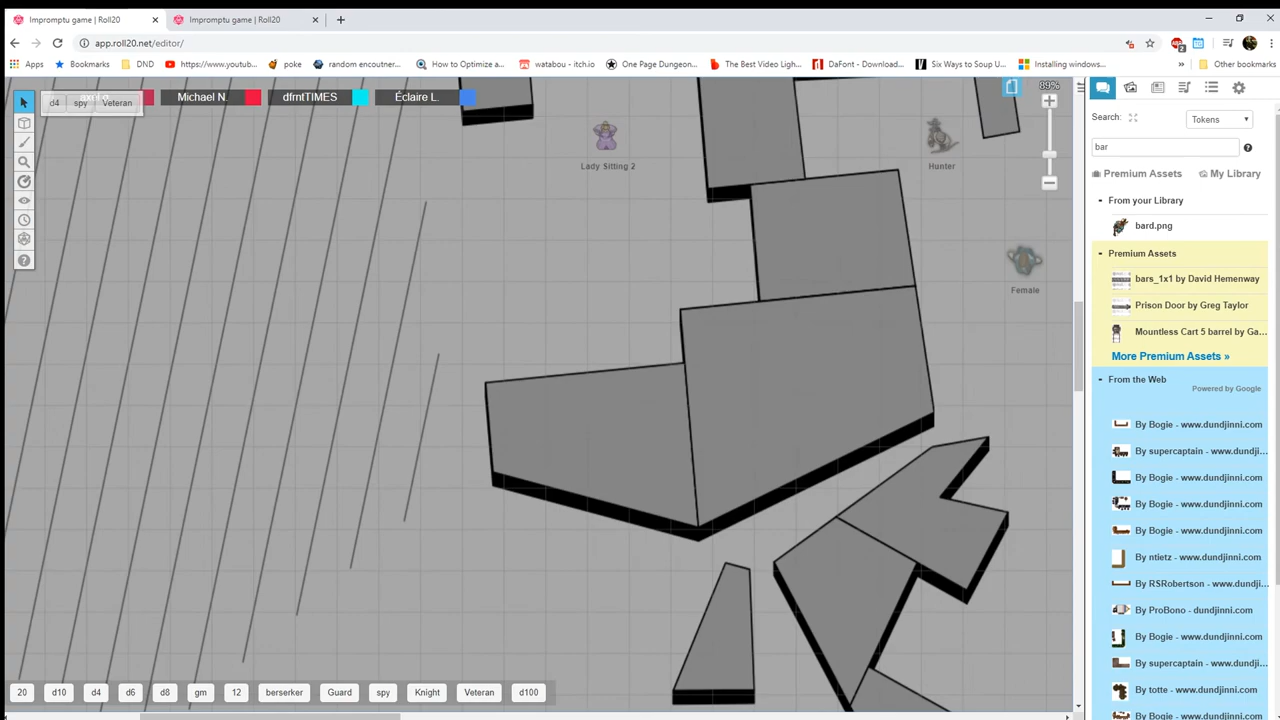 Impromptu game | Roll20
Impromptu game | Roll20
app.roll20.net/editor/
Apps
Bookmarks
DND
https://www.youtub...
poke
random encoutner...
How to Optimize a...
watabou - itch.io
One Page Dungeon...
The Best Video Ligh...
DaFont - Download...
Six Ways to Soup U...
Installing windows...
»
Other bookmarks
d4
spy
Veteran
Michael N.
dfrntTIMES
Éclaire L.
89%
Lady Sitting 2
Hunter
Female
Search:
Tokens
bar
Premium Assets
My Library
From your Library
bard.png
Premium Assets
bars_1x1 by David Hemenway
Prison Door by Greg Taylor
Mountless Cart 5 barrel by Ga...
More Premium Assets »
From the Web
Powered by Google
By Bogie - www.dundjinni.com
By supercaptain - www.dundji...
By Bogie - www.dundjinni.com
By Bogie - www.dundjinni.com
By Bogie - www.dundjinni.com
By ntietz - www.dundjinni.com
By RSRobertson - www.dundji...
By ProBono - dundjinni.com
By Bogie - www.dundjinni.com
By supercaptain - www.dundji...
By totte - www.dundjinni.com
By Bogie - www.dundjinni.com
20
d10
d4
d6
d8
gm
12
berserker
Guard
spy
Knight
Veteran
d100